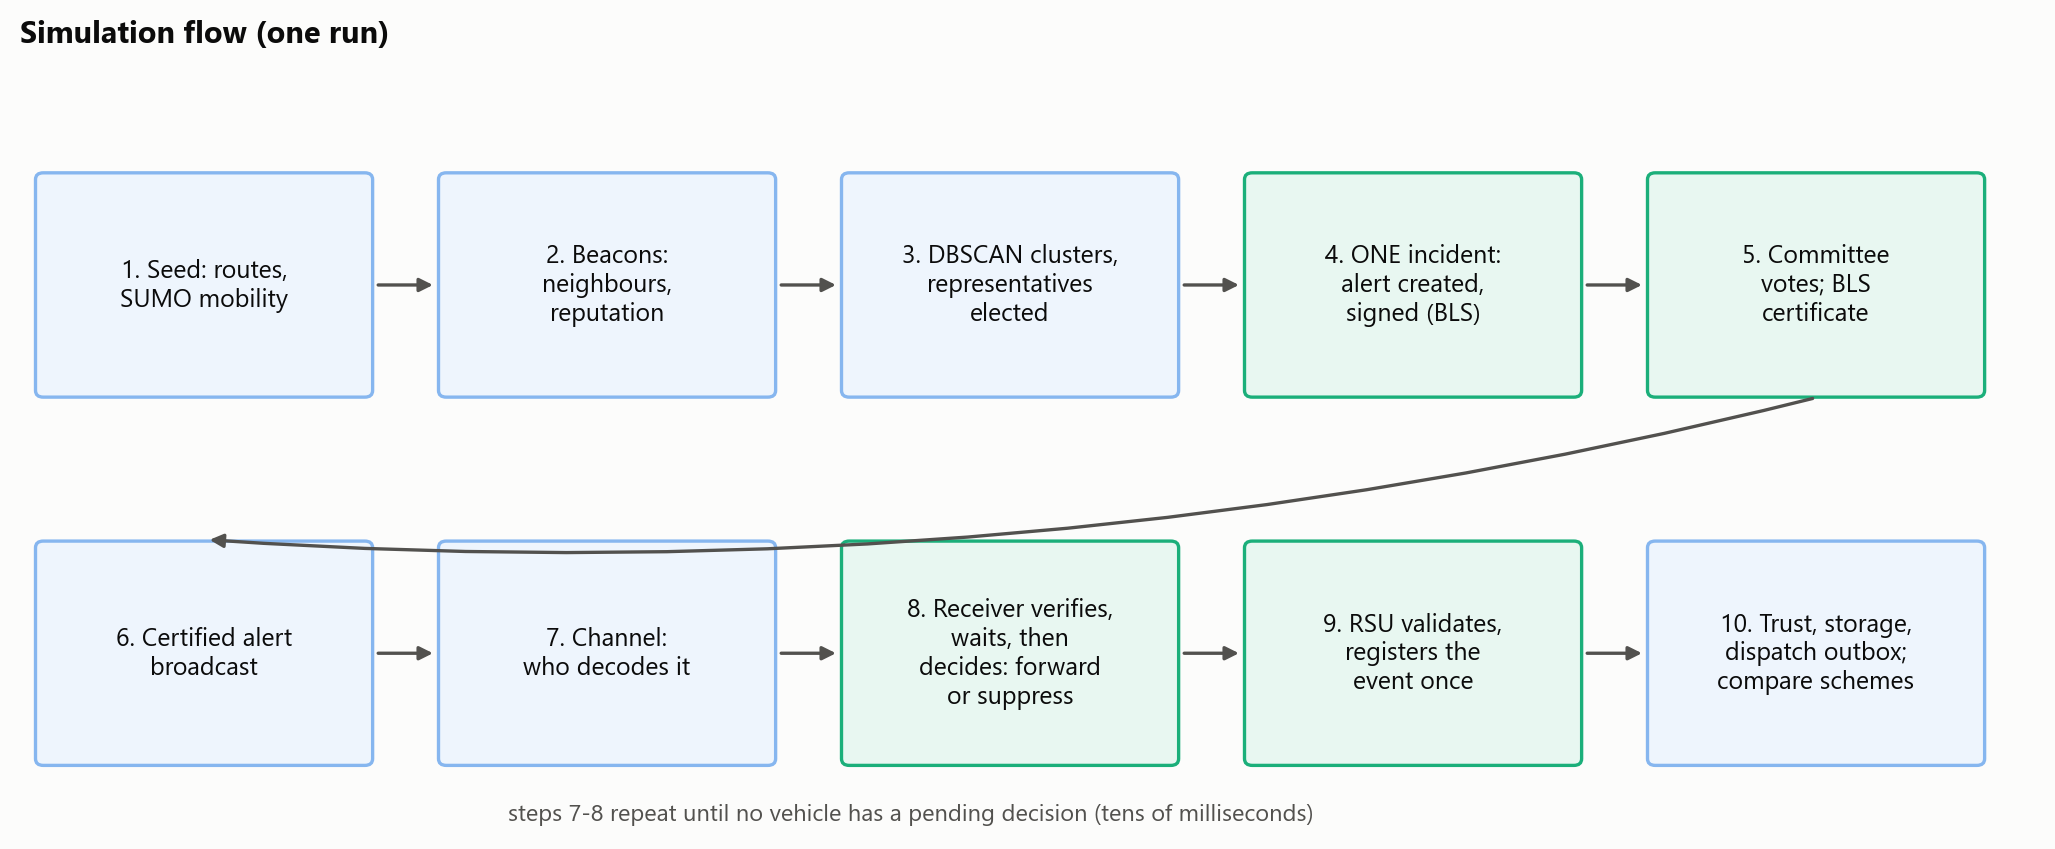 Simulation flow (one run)
1. Seed: routes,
SUMO mobility
2. Beacons:
neighbours,
reputation
3. DBSCAN clusters,
representatives
elected
4. ONE incident:
alert created,
signed (BLS)
5. Committee
votes; BLS
certificate
6. Certified alert
broadcast
7. Channel:
who decodes it
8. Receiver verifies,
waits, then
decides: forward
or suppress
9. RSU validates,
registers the
event once
10. Trust, storage,
dispatch outbox;
compare schemes
steps 7-8 repeat until no vehicle has a pending decision (tens of milliseconds)